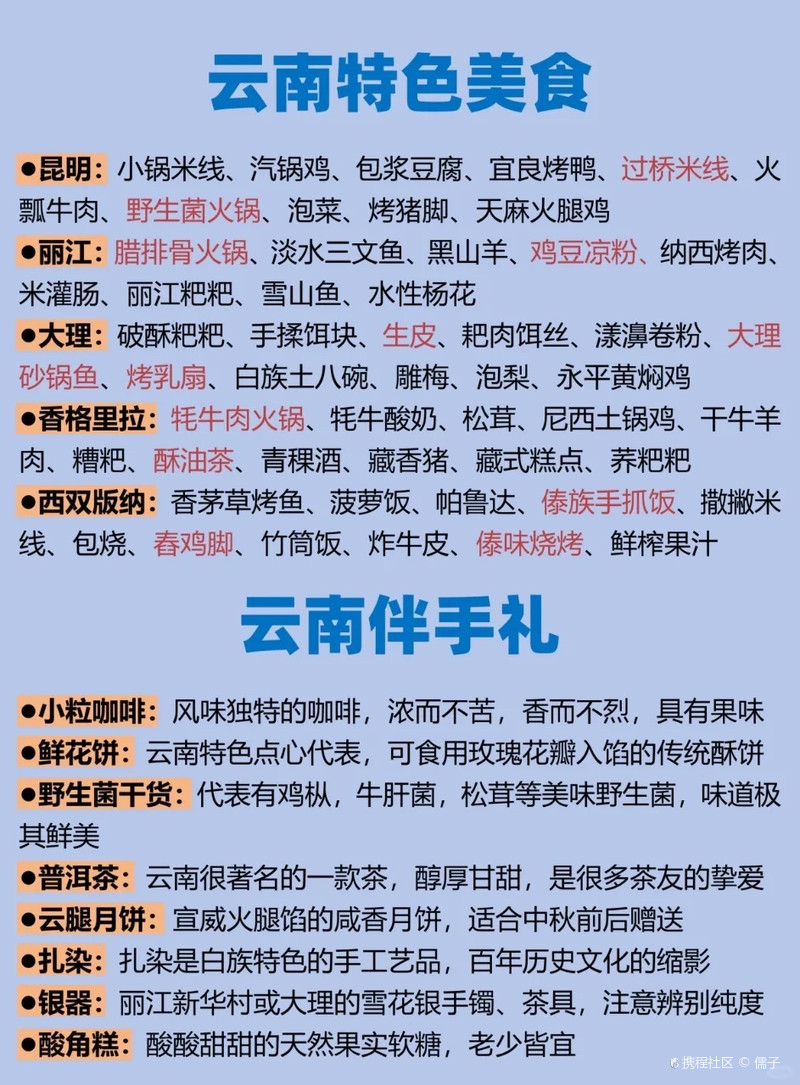 云南特色美食
●昆明：小锅米线、汽锅鸡、包浆豆腐、宜良烤鸭、过桥米线、火
瓢牛肉、野生菌火锅、泡菜、烤猪脚、天麻火腿鸡
●丽江：腊排骨火锅、淡水三文鱼、黑山羊、鸡豆凉粉、纳西烤肉、
米灌肠、丽江粑粑、雪山鱼、水性杨花
●大理：破酥粑粑、手揉饵块、生皮、耙肉饵丝、漾濞卷粉、大理
砂锅鱼、烤乳扇、白族土八碗、雕梅、泡梨、永平黄焖鸡
●香格里拉：牦牛肉火锅、牦牛酸奶、松茸、尼西土锅鸡、干牛羊
肉、糟粑、酥油茶、青稞酒、藏香猪、藏式糕点、荞粑粑
●西双版纳：香茅草烤鱼、菠萝饭、帕鲁达、傣族手抓饭、撒撇米
线、包烧、舂鸡脚、竹筒饭、炸牛皮、傣味烧烤、鲜榨果汁
云南伴手礼
●小粒咖啡：风味独特的咖啡，浓而不苦，香而不烈，具有果味
●鲜花饼：云南特色点心代表，可食用玫瑰花瓣入馅的传统酥饼
●野生菌干货：代表有鸡枞，牛肝菌，松茸等美味野生菌，味道极
其鲜美
●普洱茶：云南很著名的一款茶，醇厚甘甜，是很多茶友的挚爱
●云腿月饼：宣威火腿馅的咸香月饼，适合中秋前后赠送
●扎染：扎染是白族特色的手工艺品，百年历史文化的缩影
●银器：丽江新华村或大理的雪花银手镯、茶具，注意辨别纯度
●酸角糕：酸酸甜甜的天然果实软糖，老少皆宜
携程社区 © 儒子